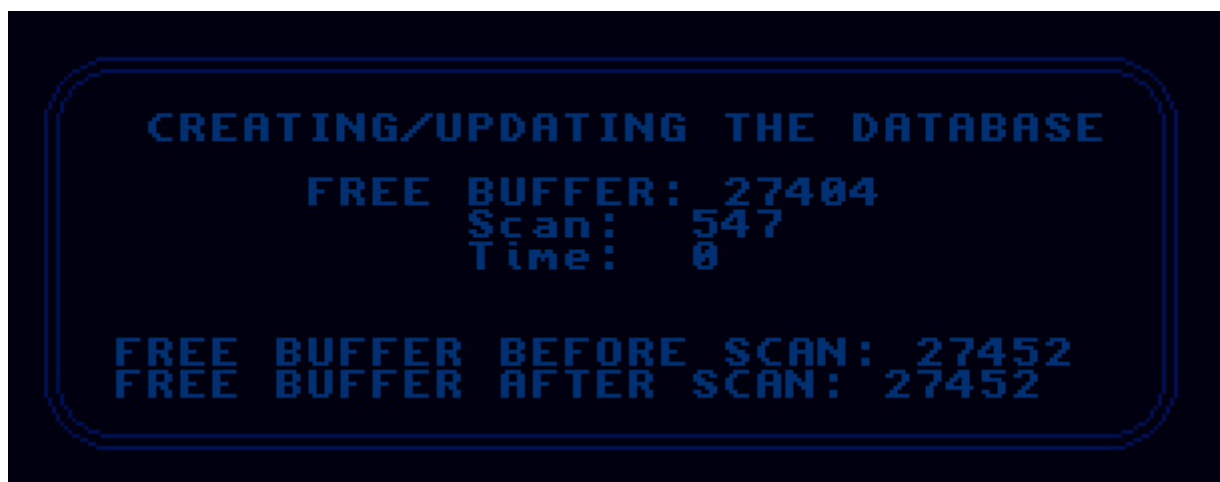 CREATING/UPDATING THE DATABASE
FREE BUFFER: 27404
Scan: 547
Time: 0
FREE BUFFER BEFORE SCAN: 27452
FREE BUFFER AFTER SCAN: 27452